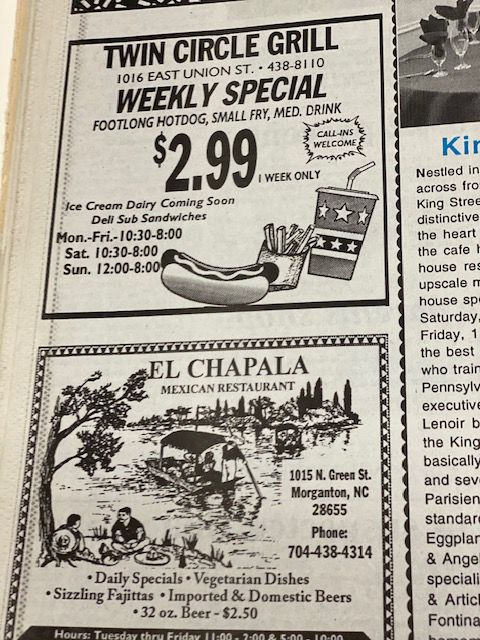 TWIN CIRCLE GRILL
1016 EAST UNION ST. • 438-8110
WEEKLY SPECIAL
FOOTLONG HOTDOG, SMALL FRY, MED. DRINK
CALL-INS
WELCOME
$2.99
1 WEEK ONLY
Ice Cream Dairy Coming Soon
Deli Sub Sandwiches
Mon.-Fri.-10:30-8:00
Sat. 10:30-8:00
Sun. 12:00-8:00
EL CHAPALA
MEXICAN RESTAURANT
1015 N. Green St.
Morganton, NC
28655
Phone:
704-438-4314
• Daily Specials • Vegetarian Dishes
• Sizzling Fajittas • Imported & Domestic Beers
• 32 oz. Beer - $2.50
Hours: Tuesday thru Friday 11:00 - 2:00 & 5:00 - 10:00
Kin
Nestled in
across fro
King Stree
distinctive
the heart
the cafe h
house res
upscale m
house spe
Saturday,
Friday, 1
the best
who train
Pennsylv
executive
Lenoir b
the King
basically
and seve
Parisien
standard
Eggplan
& Angel
speciali
& Artich
Fontina